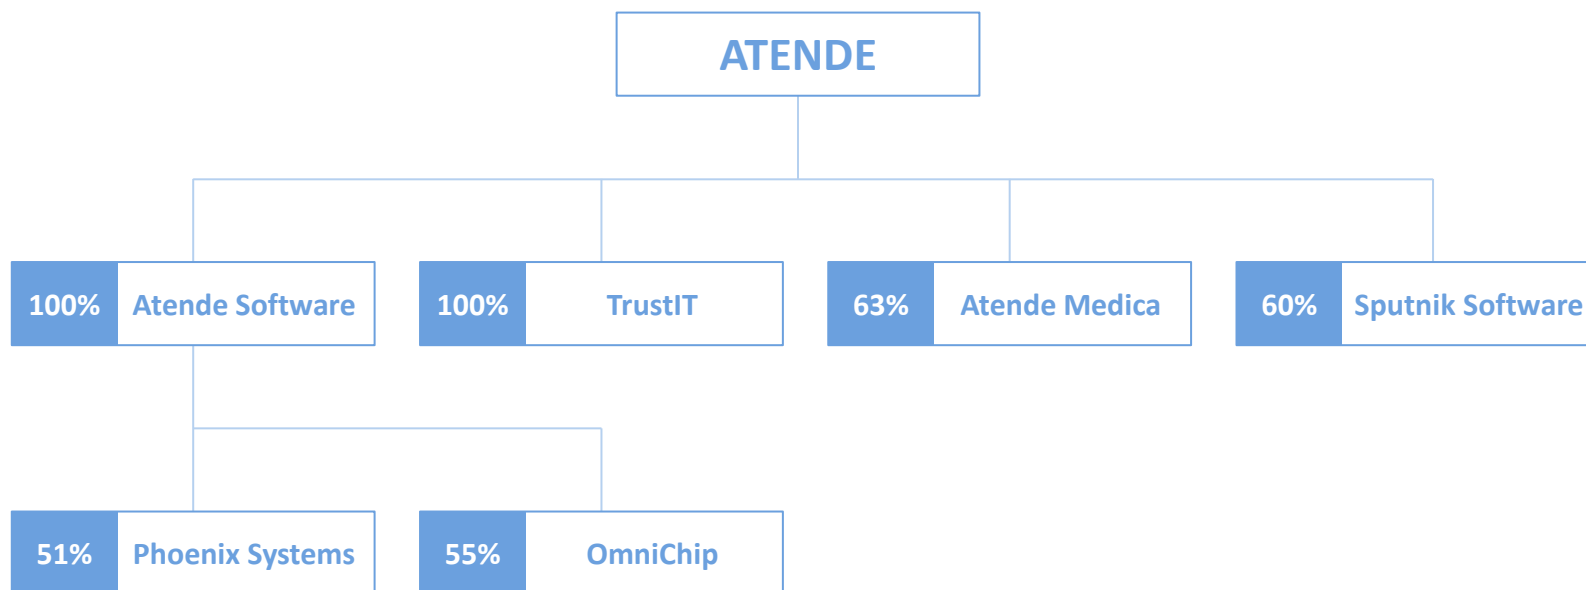 ATENDE
100% Atende Software
100% TrustIT
63% Atende Medica
60% Sputnik Software
51% Phoenix Systems
55% OmniChip